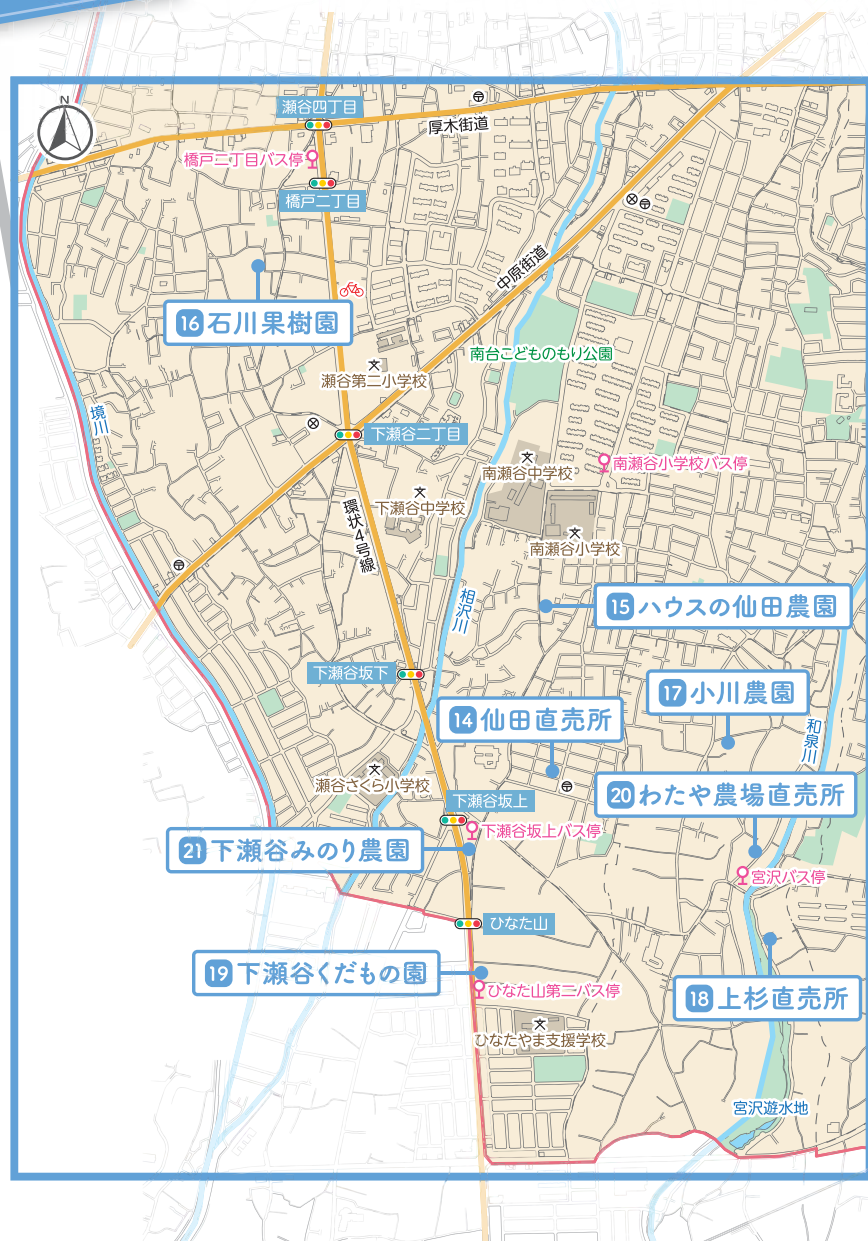 N
瀬谷四丁目
厚木街道
橋戸二丁目バス停
橋戸二丁目
中原街道
16 石川果樹園
南台こどものもり公園
瀬谷第二小学校
境川
下瀬谷二丁目
南瀬谷中学校
南瀬谷小学校バス停
下瀬谷中学校
環状4号線
南瀬谷小学校
相沢川
15 ハウスの仙田農園
下瀬谷坂下
17 小川農園
14 仙田直売所
和泉川
瀬谷さくら小学校
20 わたや農場直売所
下瀬谷坂上
下瀬谷坂上バス停
21 下瀬谷みのり農園
宮沢バス停
ひなた山
19 下瀬谷くだもの園
ひなた山第二バス停
18 上杉直売所
ひなたやま支援学校
宮沢遊水地